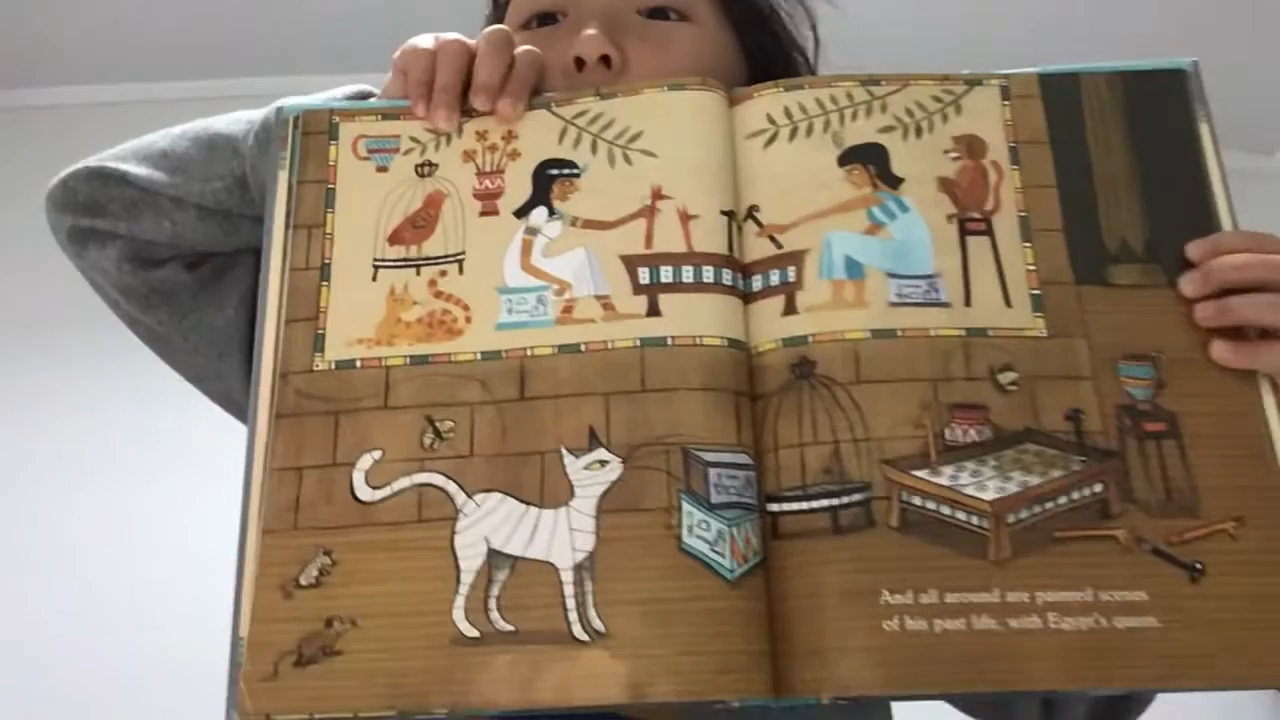 And all around are painted scenes
of his past life, with Egypt's queen.